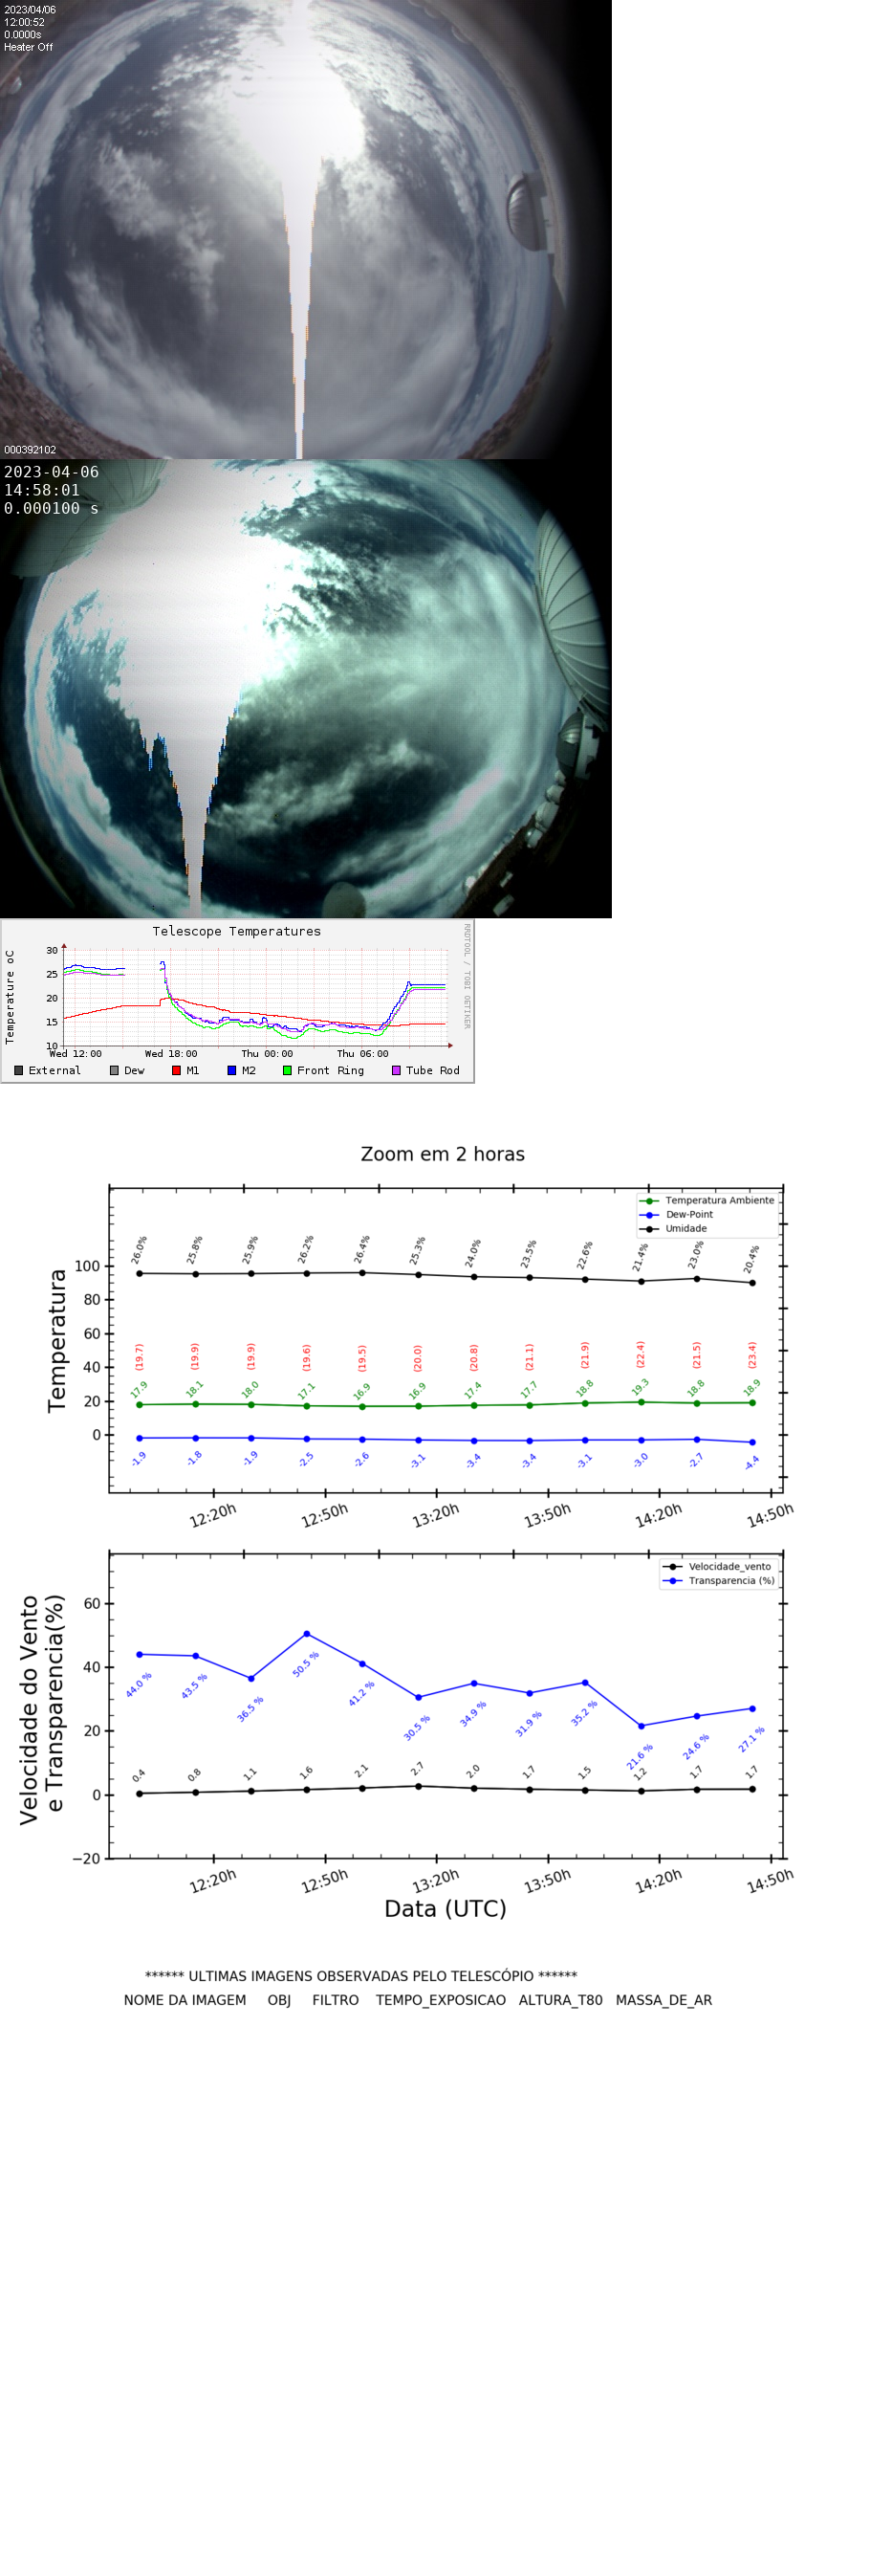 2023/04/06
12:00:52
0.0000s
Heater Off
000392102
2023-04-06
14:58:01
0.000100 s
Telescope Temperatures
RRDTOOL / TOBI OETIKER
Temperature oC
30
25
20
15
10
Wed 12:00 Wed 18:00 Thu 00:00 Thu 06:00
External Dew M1 M2 Front Ring Tube Rod
Zoom em 2 horas
Temperatura Ambiente
Dew-Point
Umidade
Temperatura
100
80
60
40
20
0
26.0% 25.8% 25.9% 26.2% 26.4% 25.3% 24.0% 23.5% 22.6% 21.4% 23.0% 20.4%
(19.7) (19.9) (19.9) (19.6) (19.5) (20.0) (20.8) (21.1) (21.9) (22.4) (21.5) (23.4)
17.9 18.1 18.0 17.1 16.9 16.9 17.4 17.7 18.8 19.3 18.8 18.9
-1.9 -1.8 -1.9 -2.5 -2.6 -3.1 -3.4 -3.4 -3.1 -3.0 -2.7 -4.4
12:20h 12:50h 13:20h 13:50h 14:20h 14:50h
Velocidade_vento
Transparencia (%)
Velocidade do Vento
e Transparencia(%)
60
40
20
0
−20
44.0 % 43.5 % 36.5 % 50.5 % 41.2 % 30.5 % 34.9 % 31.9 % 35.2 % 21.6 % 24.6 % 27.1 %
0.4 0.8 1.1 1.6 2.1 2.7 2.0 1.7 1.5 1.2 1.7 1.7
12:20h 12:50h 13:20h 13:50h 14:20h 14:50h
Data (UTC)
****** ULTIMAS IMAGENS OBSERVADAS PELO TELESCÓPIO ******
NOME DA IMAGEM OBJ FILTRO TEMPO_EXPOSICAO ALTURA_T80 MASSA_DE_AR